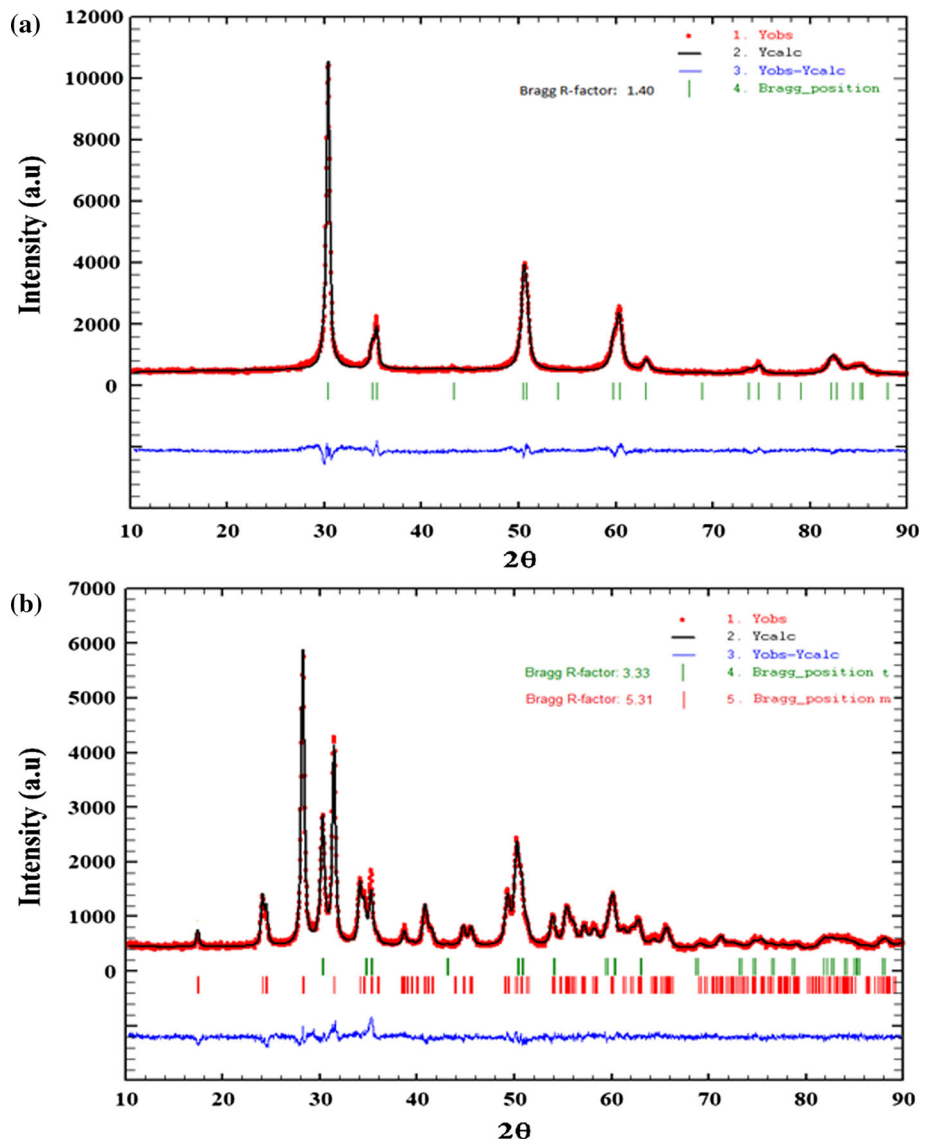 (a)
12000
10000
8000
6000
4000
2000
0
Intensity (a.u)
1. Yobs
2. Ycalc
3. Yobs-Ycalc
Bragg R-factor: 1.40
4. Bragg_position
10 20 30 40 50 60 70 80 90
2θ
(b)
7000
6000
5000
4000
3000
2000
1000
0
Intensity (a.u)
1. Yobs
2. Ycalc
3. Yobs-Ycalc
Bragg R-factor: 3.33
4. Bragg_position t
Bragg R-factor: 5.31
5. Bragg_position m
10 20 30 40 50 60 70 80 90
2θ